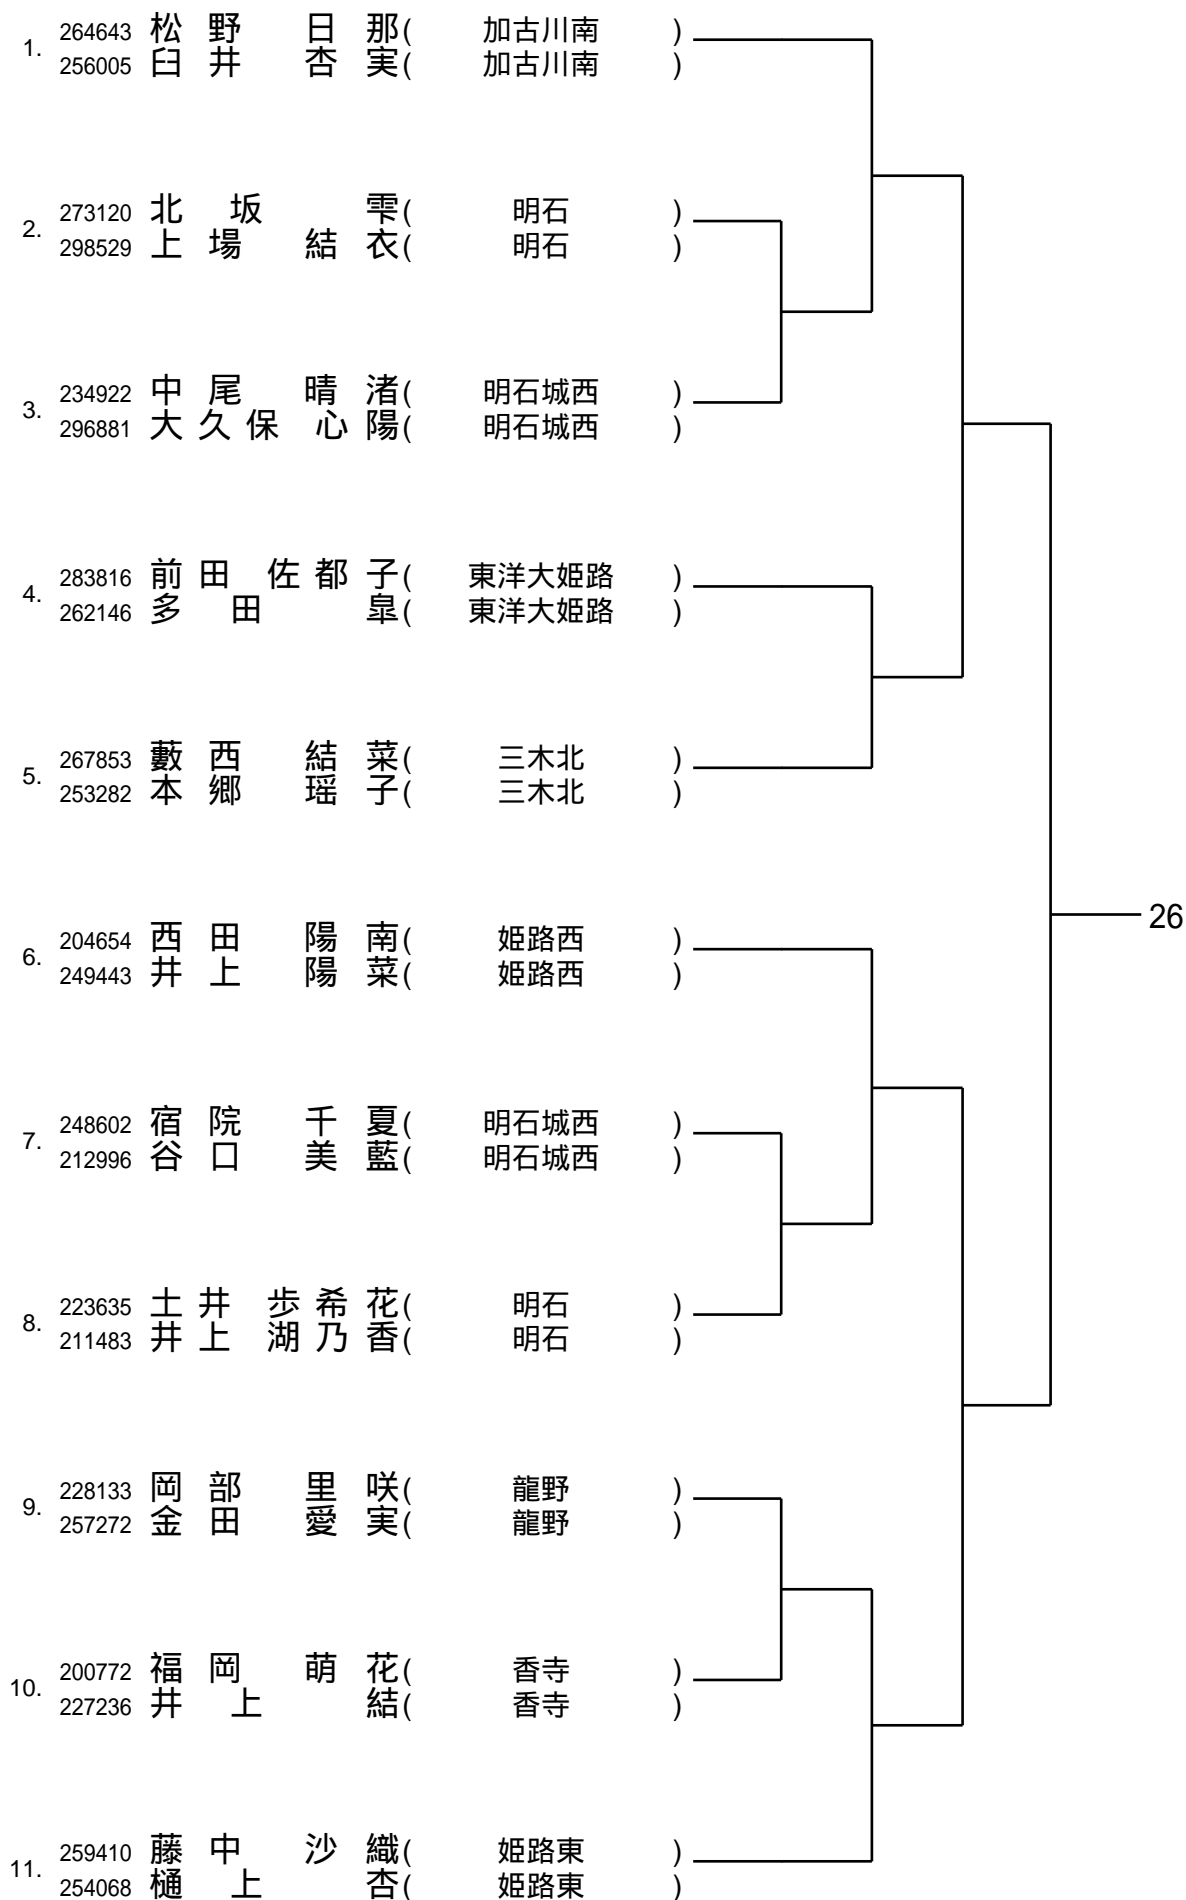 1. 264643 松野 日那( 加古川南 )
256005 臼井 杏実( 加古川南 )
2. 273120 北坂 雫( 明石 )
298529 上場 結衣( 明石 )
3. 234922 中尾 晴渚( 明石城西 )
296881 大久保 心陽( 明石城西 )
4. 283816 前田 佐都子( 東洋大姫路 )
262146 多田 皐( 東洋大姫路 )
5. 267853 藪西 結菜( 三木北 )
253282 本郷 瑶子( 三木北 )
26
6. 204654 西田 陽南( 姫路西 )
249443 井上 陽菜( 姫路西 )
7. 248602 宿院 千夏( 明石城西 )
212996 谷口 美藍( 明石城西 )
8. 223635 土井 歩希花( 明石 )
211483 井上 湖乃香( 明石 )
9. 228133 岡部 里咲( 龍野 )
257272 金田 愛実( 龍野 )
10. 200772 福岡 萌花( 香寺 )
227236 井上 結( 香寺 )
11. 259410 藤中 沙織( 姫路東 )
254068 樋上 杏( 姫路東 )